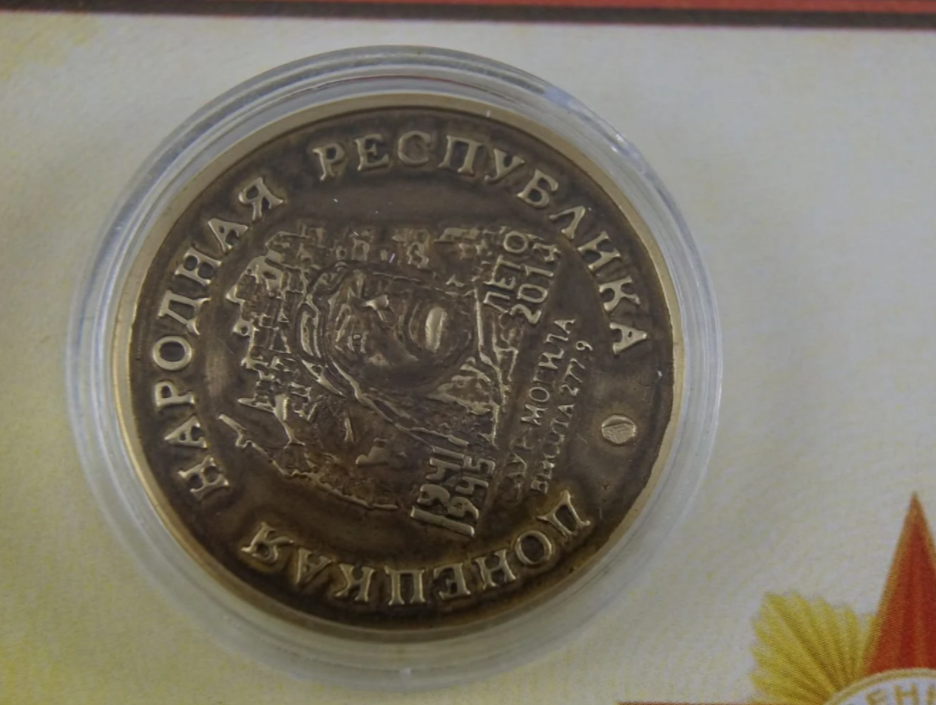 ДОНЕЦКАЯ НАРОДНАЯ РЕСПУБЛИКА
1941
1945
ЛЕТО
2014
САУР-МОГИЛА
ВЫСОТА 277,9